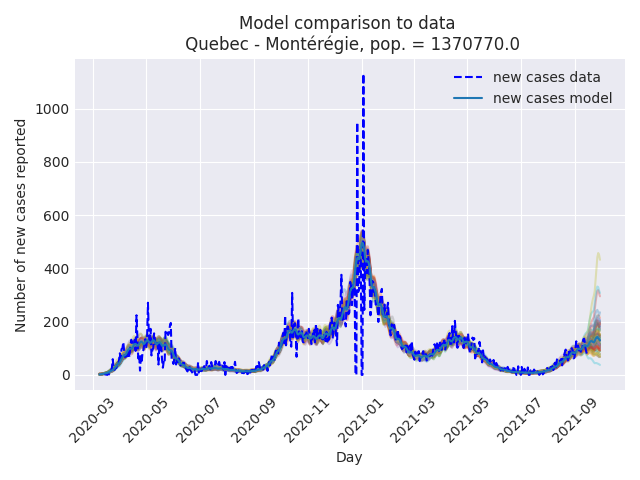 Model comparison to data
Quebec - Montérégie, pop. = 1370770.0
new cases data
new cases model
Number of new cases reported
1000
800
600
400
200
0
2020-03
2020-05
2020-07
2020-09
2020-11
2021-01
2021-03
2021-05
2021-07
2021-09
Day